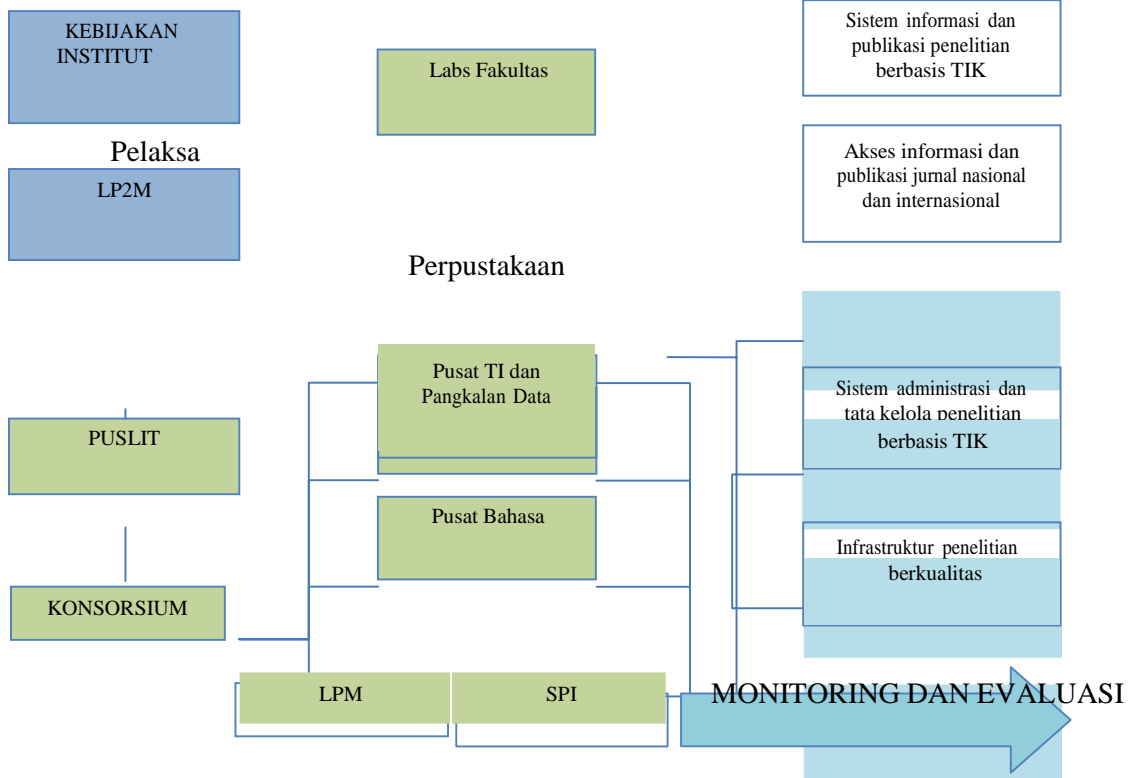 KEBIJAKAN
INSTITUT
Pelaksa
LP2M
PUSLIT
KONSORSIUM
Labs Fakultas
Perpustakaan
Pusat TI dan
Pangkalan Data
Pusat Bahasa
LPM
SPI
Sistem informasi dan
publikasi penelitian
berbasis TIK
Akses informasi dan
publikasi jurnal nasional
dan internasional
Sistem administrasi dan
tata kelola penelitian
berbasis TIK
Infrastruktur penelitian
berkualitas
MONITORING DAN EVALUASI